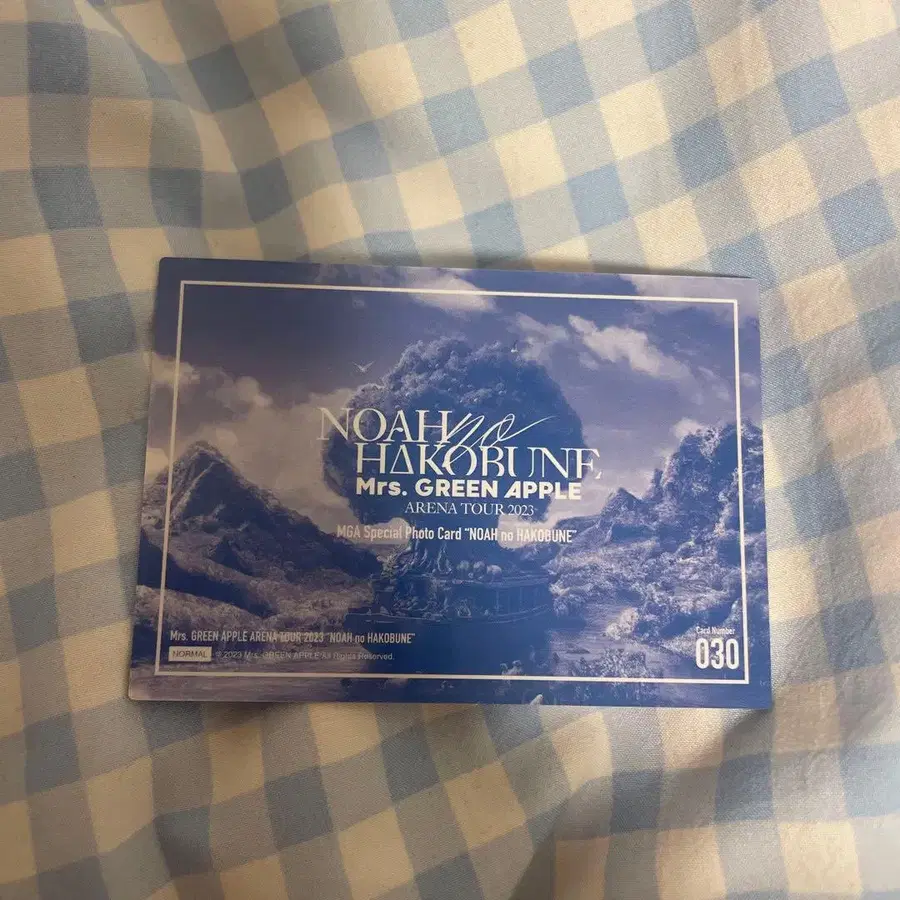 NOAH no
HAKOBUNE
Mrs. GREEN APPLE
ARENA TOUR 2023
MGA Special Photo Card "NOAH no HAKOBUNE"
Mrs. GREEN APPLE ARENA TOUR 2023 "NOAH no HAKOBUNE"
NORMAL © 2023 Mrs. GREEN APPLE All Rights Reserved.
Card Number
030